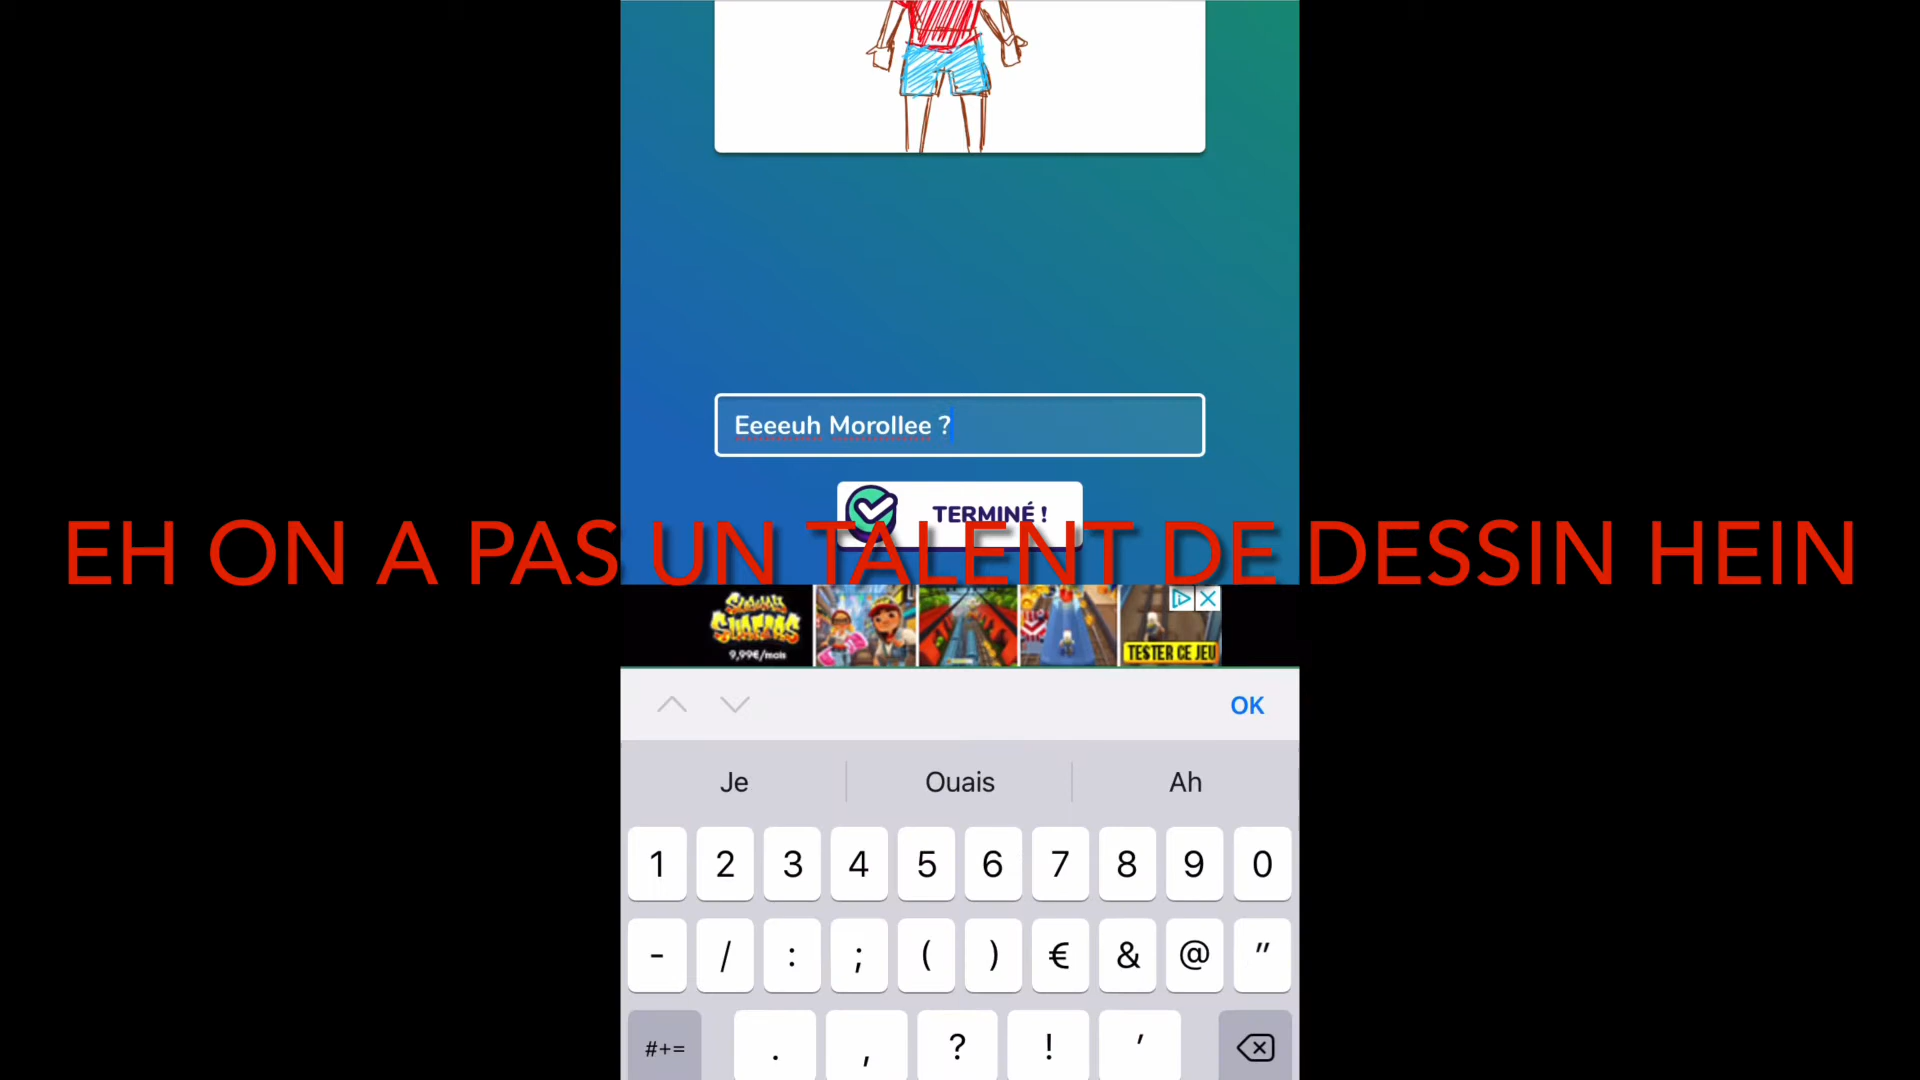 Eeeeuh Morollee ?
TERMINÉ !
EH ON A PAS UN TALENT DE DESSIN HEIN
SUBWAY
SURFERS
9,99€/mois
TESTER CE JEU
OK
Je Ouais Ah
1 2 3 4 5 6 7 8 9 0
- / : ; ( ) € & @ "
#+= . , ? ! '